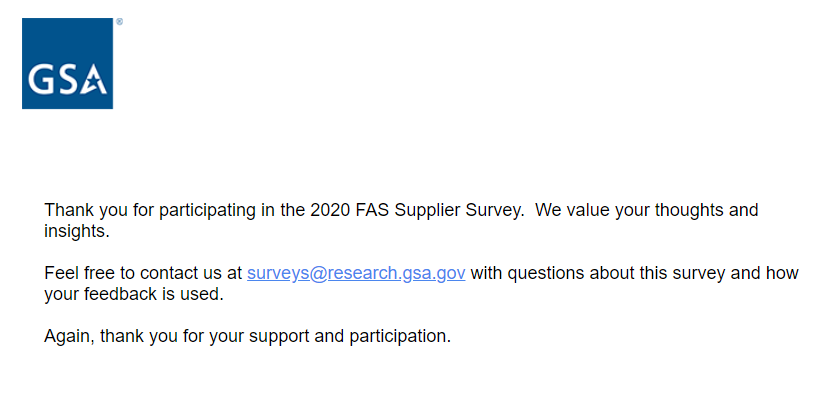 GSA
®
Thank you for participating in the 2020 FAS Supplier Survey.  We value your thoughts and
insights.
Feel free to contact us at surveys@research.gsa.gov with questions about this survey and how
your feedback is used.
Again, thank you for your support and participation.